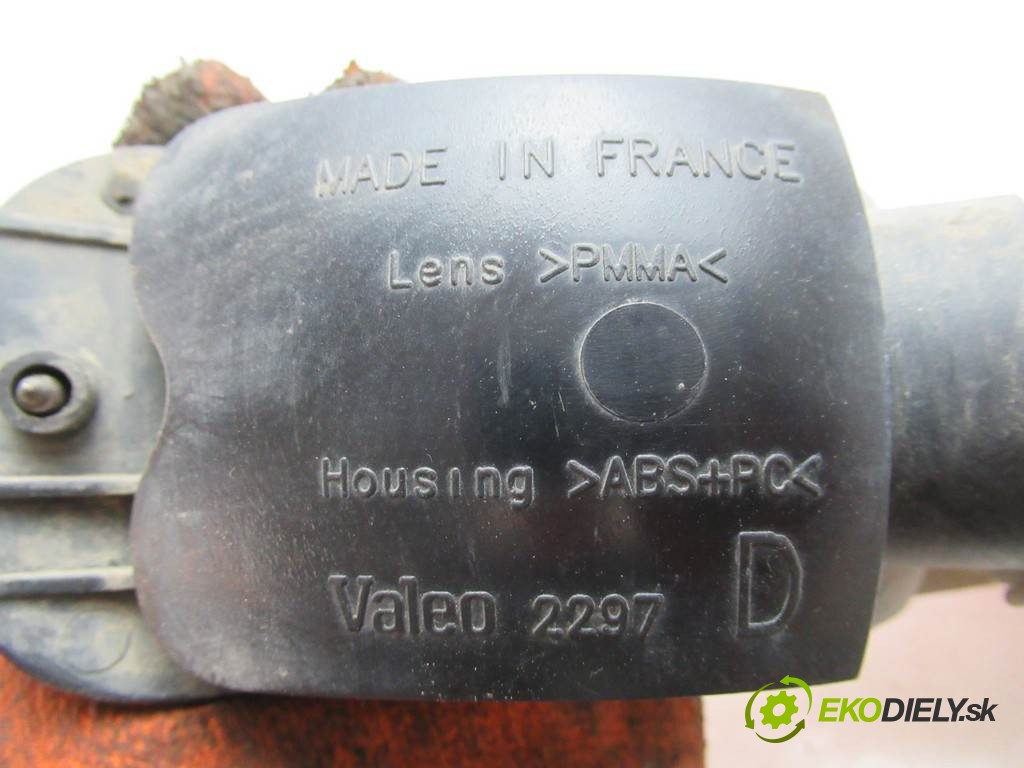 MADE IN FRANCE
Lens >PMMA<
Housing >ABS+PC<
Valeo 2297 D
EKODIELY.sk